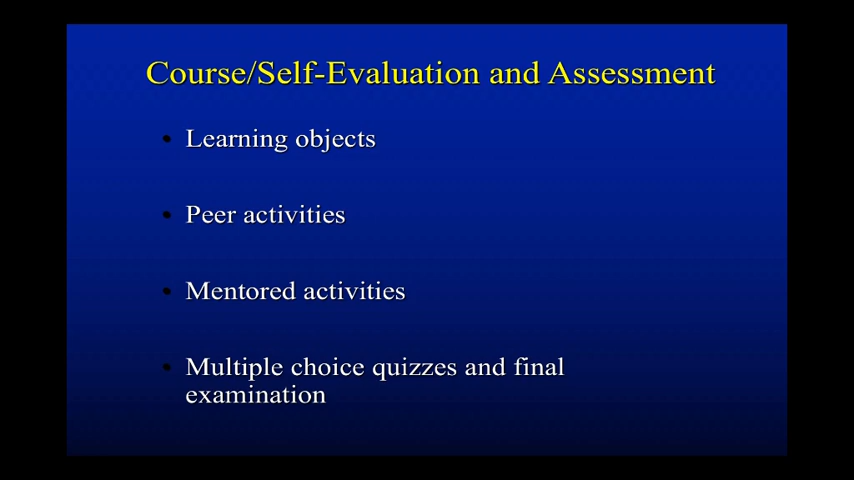 Course/Self-Evaluation and Assessment
• Learning objects
• Peer activities
• Mentored activities
• Multiple choice quizzes and final
examination